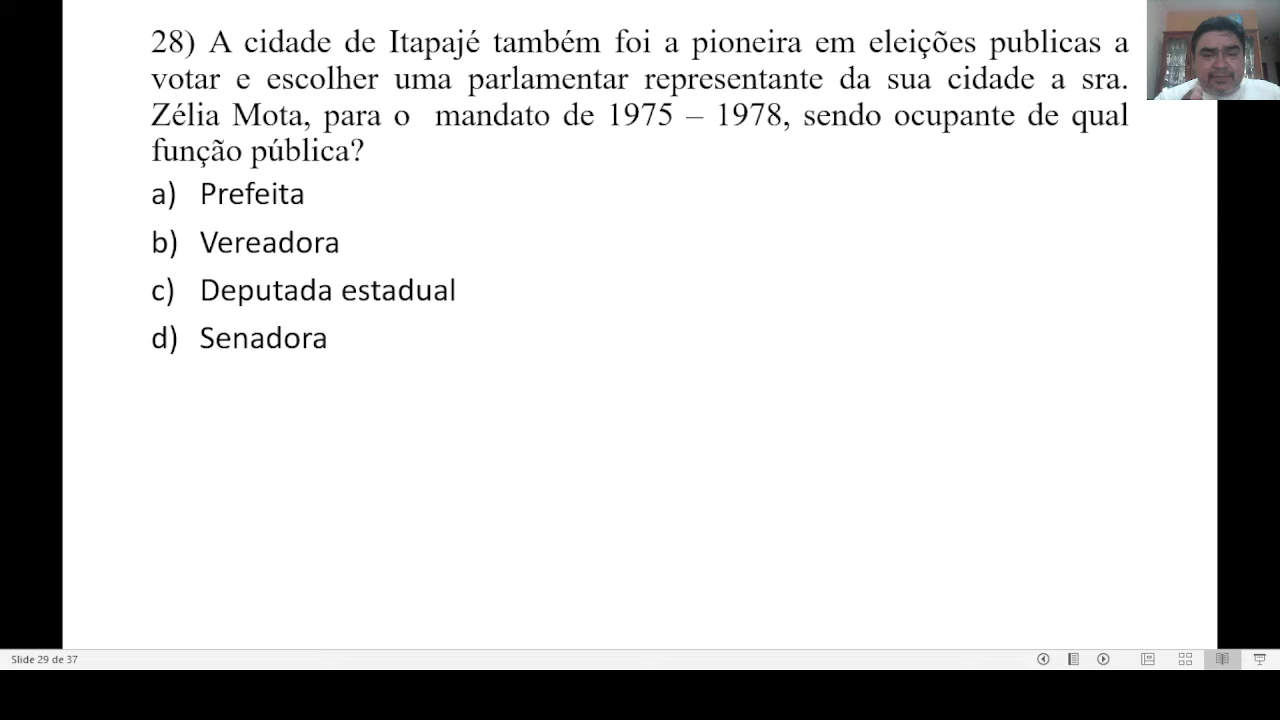 28) A cidade de Itapajé também foi a pioneira em eleições publicas a
votar e escolher uma parlamentar representante da sua cidade a sra.
Zélia Mota, para o mandato de 1975 – 1978, sendo ocupante de qual
função pública?
a) Prefeita
b) Vereadora
c) Deputada estadual
d) Senadora
Slide 29 de 37